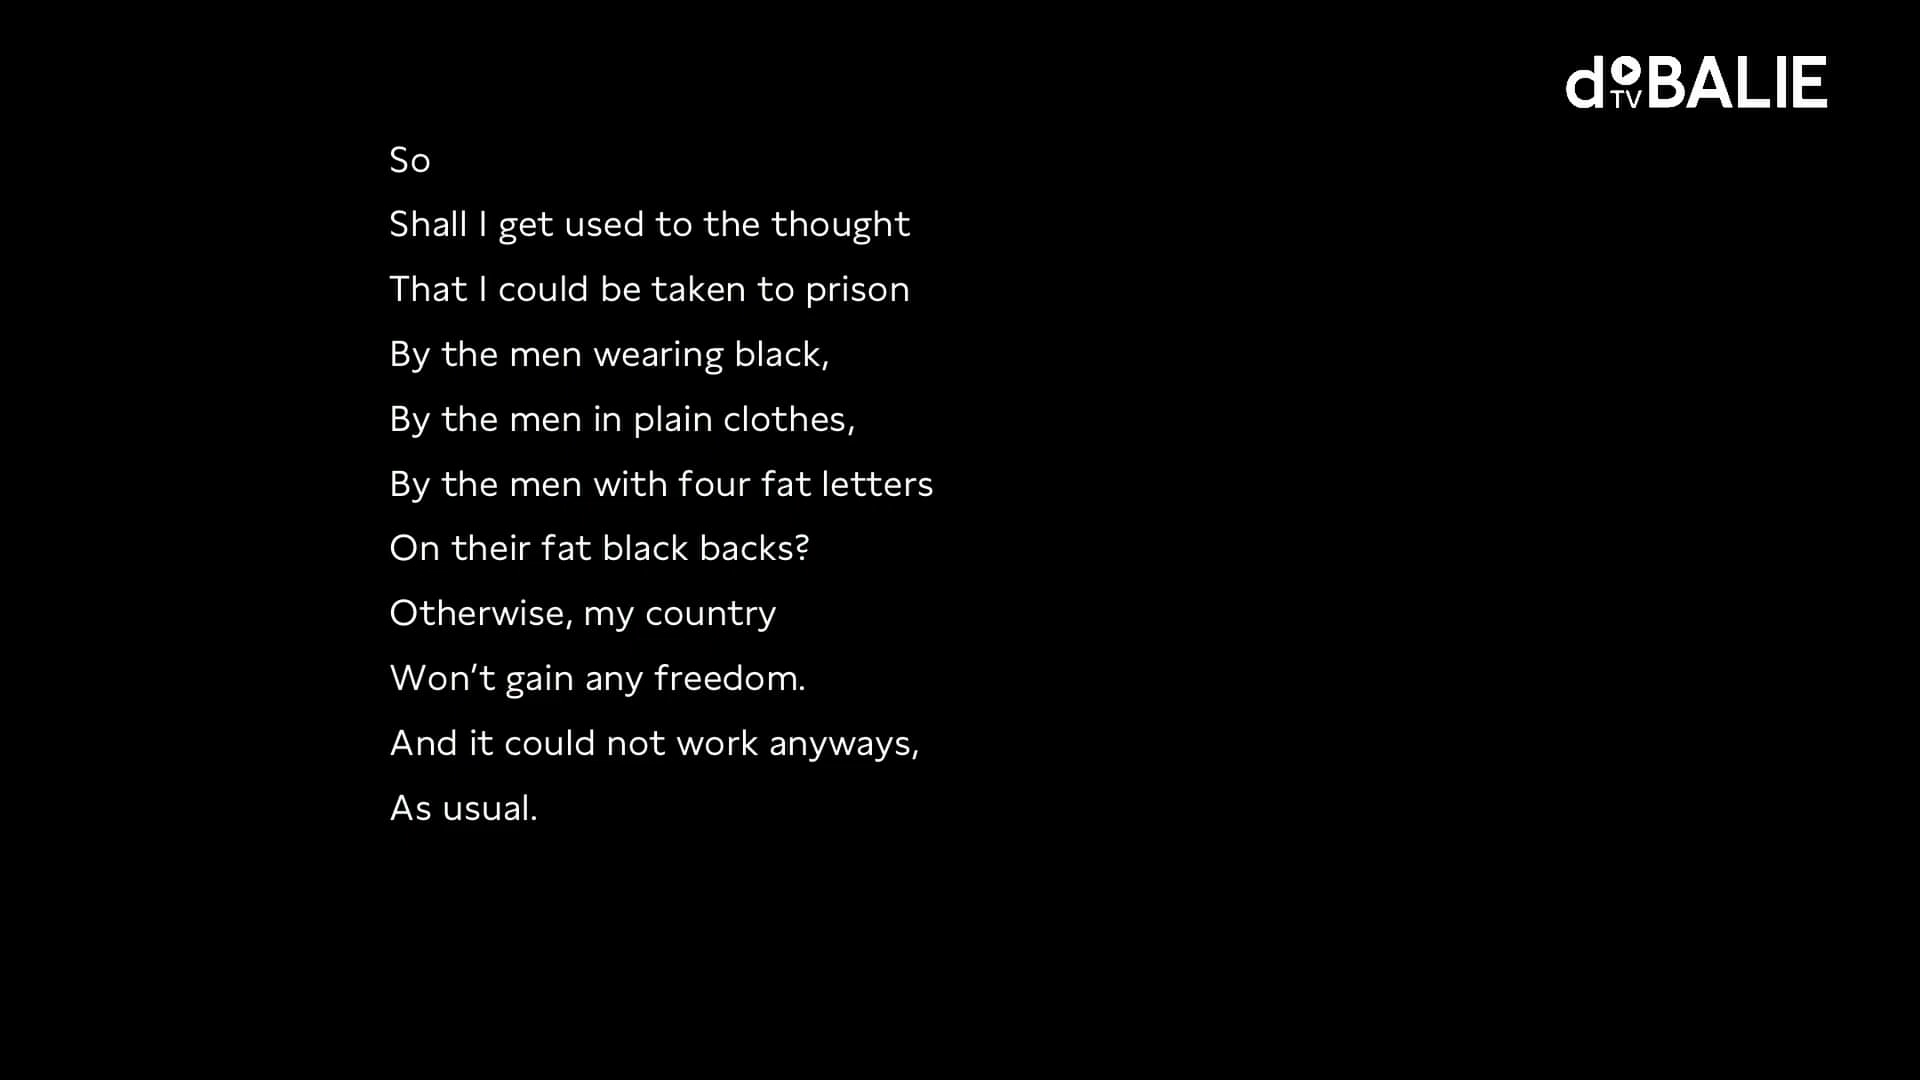 deBALIE
TV
So
Shall I get used to the thought
That I could be taken to prison
By the men wearing black,
By the men in plain clothes,
By the men with four fat letters
On their fat black backs?
Otherwise, my country
Won’t gain any freedom.
And it could not work anyways,
As usual.